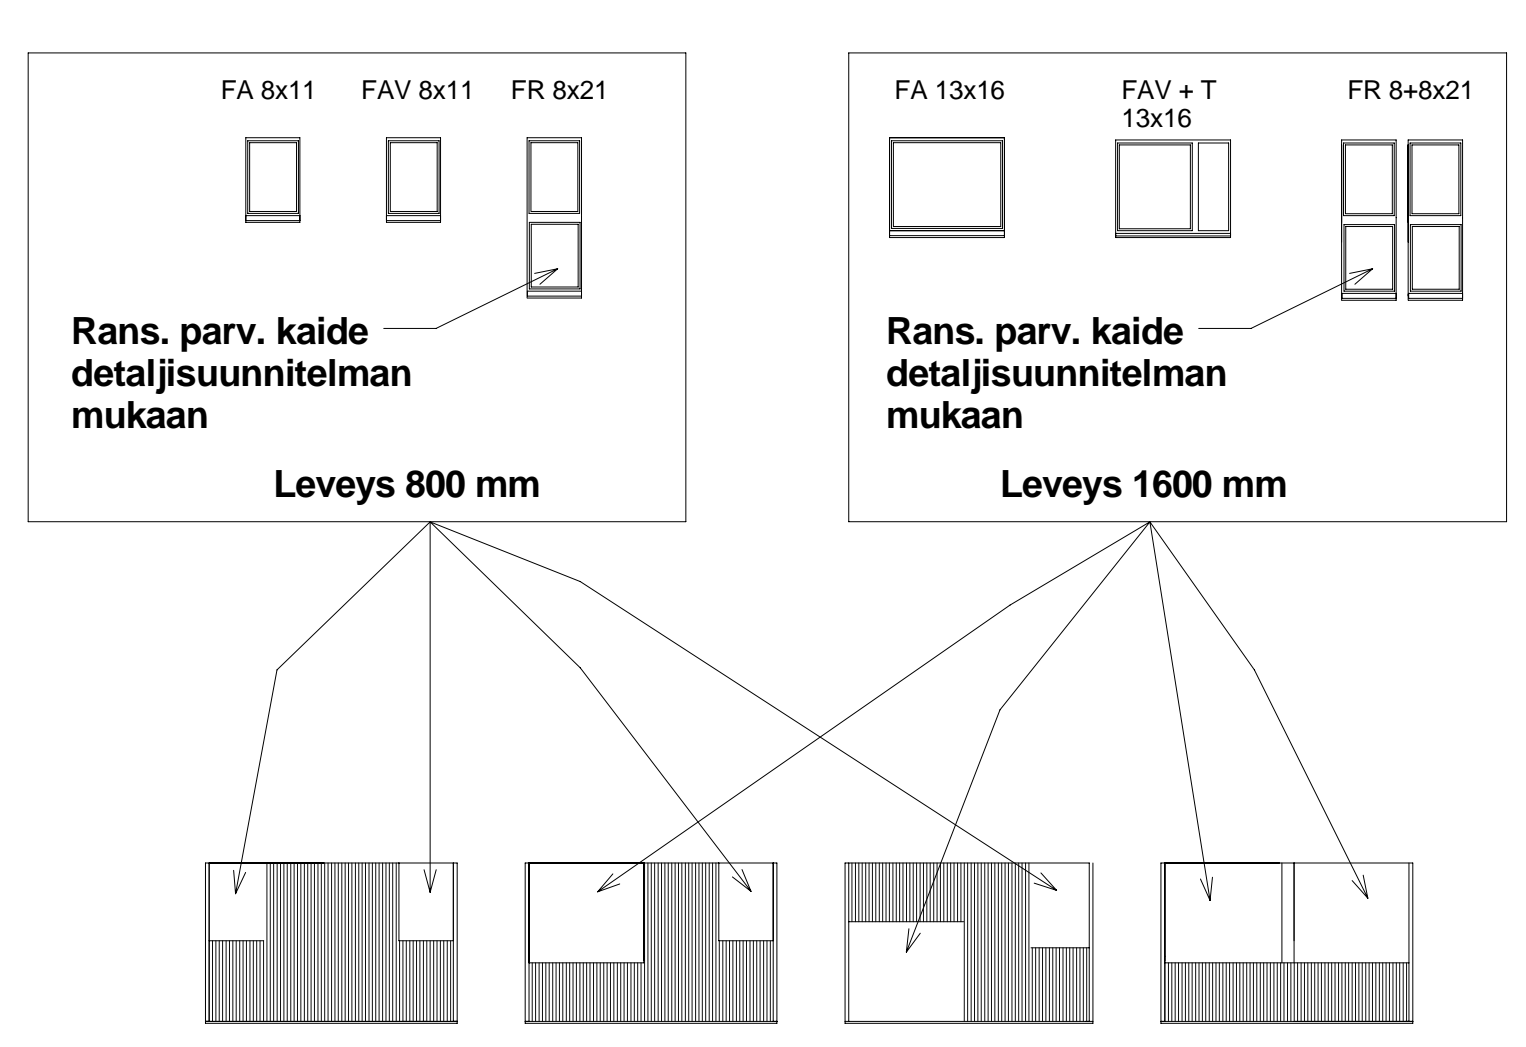 FA 8x11
FAV 8x11
FR 8x21
Rans. parv. kaide
detaljisuunnitelman
mukaan
Leveys 800 mm
FA 13x16
FAV + T
13x16
FR 8+8x21
Rans. parv. kaide
detaljisuunnitelman
mukaan
Leveys 1600 mm